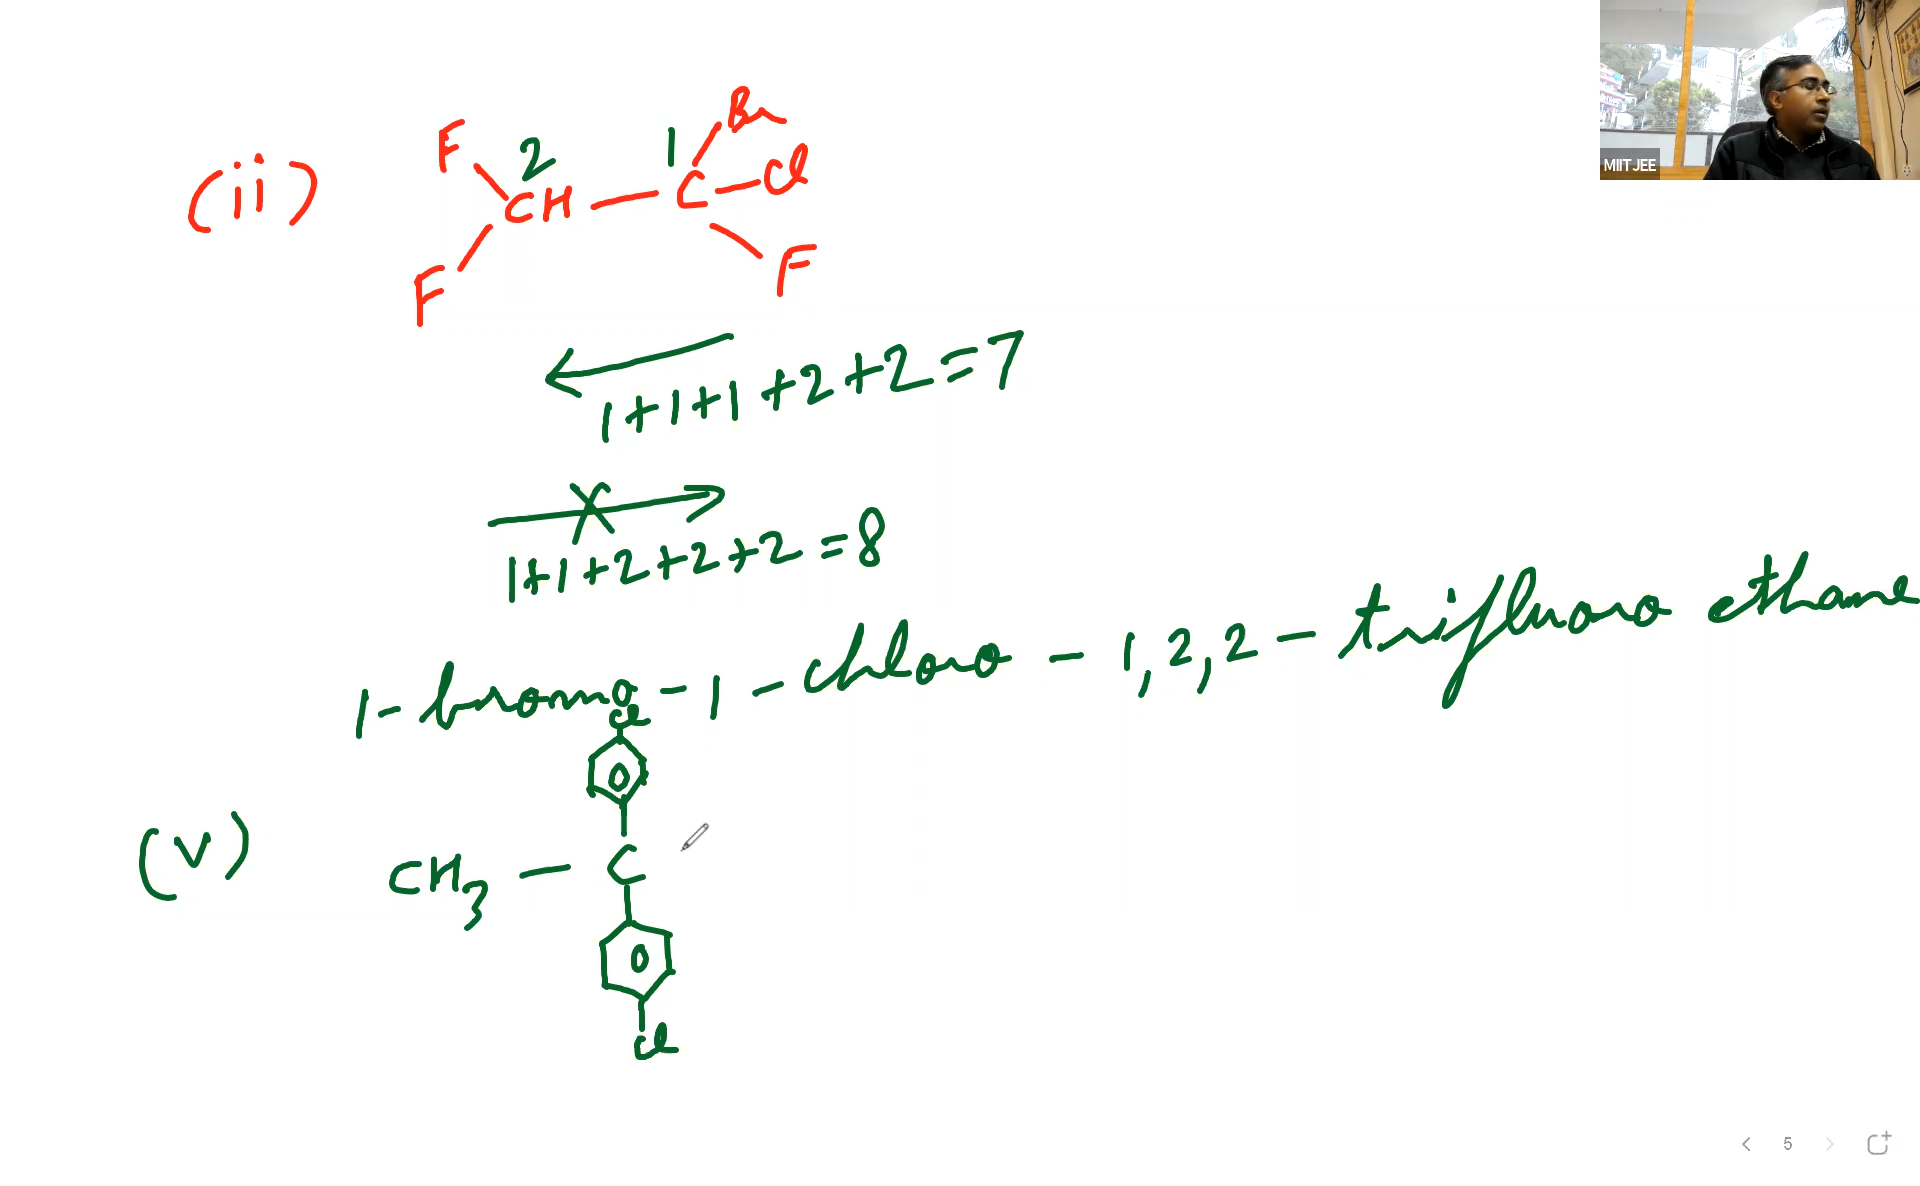 (ii)
F 2 1 Br
CH — C — Cl
F F
1+1+1+2+2=7
1+1+2+2+2=8
1-bromo-1-chloro-1,2,2-trifluoro ethane
Cl
(v) CH3 — C
Cl
MIIT JEE
5